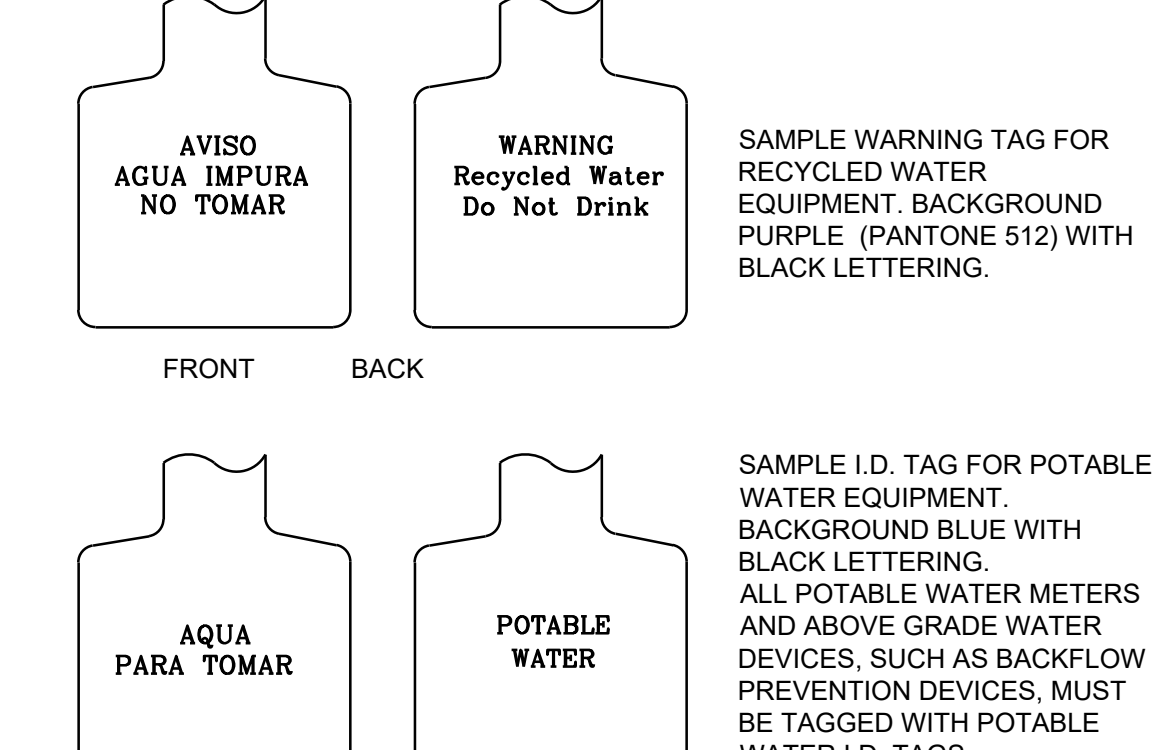 AVISO
AGUA IMPURA
NO TOMAR
WARNING
Recycled Water
Do Not Drink
SAMPLE WARNING TAG FOR
RECYCLED WATER
EQUIPMENT. BACKGROUND
PURPLE (PANTONE 512) WITH
BLACK LETTERING.
FRONT BACK
AQUA
PARA TOMAR
POTABLE
WATER
SAMPLE I.D. TAG FOR POTABLE
WATER EQUIPMENT.
BACKGROUND BLUE WITH
BLACK LETTERING.
ALL POTABLE WATER METERS
AND ABOVE GRADE WATER
DEVICES, SUCH AS BACKFLOW
PREVENTION DEVICES, MUST
BE TAGGED WITH POTABLE
WATER I.D. TAGS